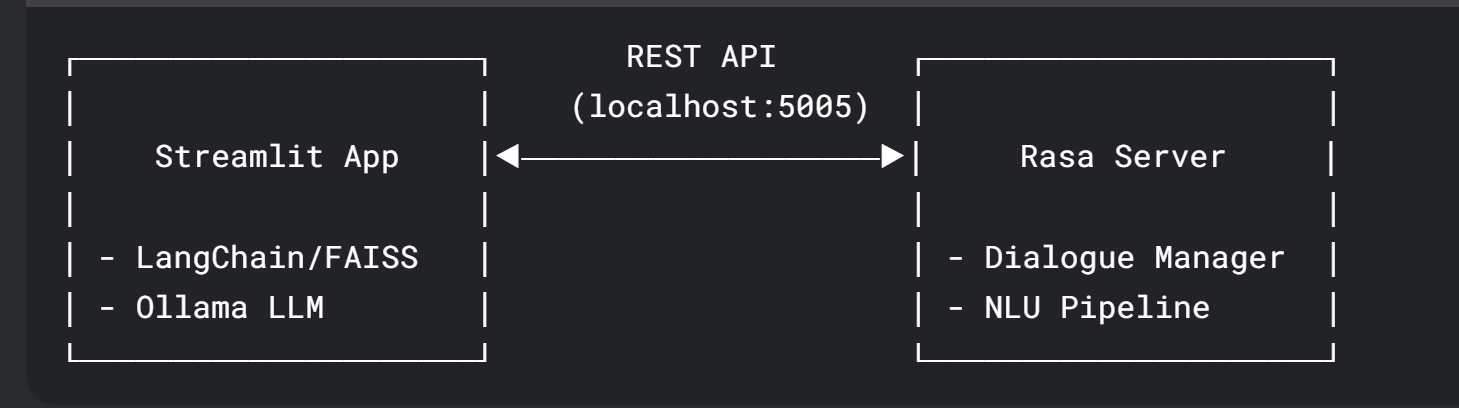 REST API
(localhost:5005)
Streamlit App
Rasa Server
- LangChain/FAISS
- Dialogue Manager
- Ollama LLM
- NLU Pipeline